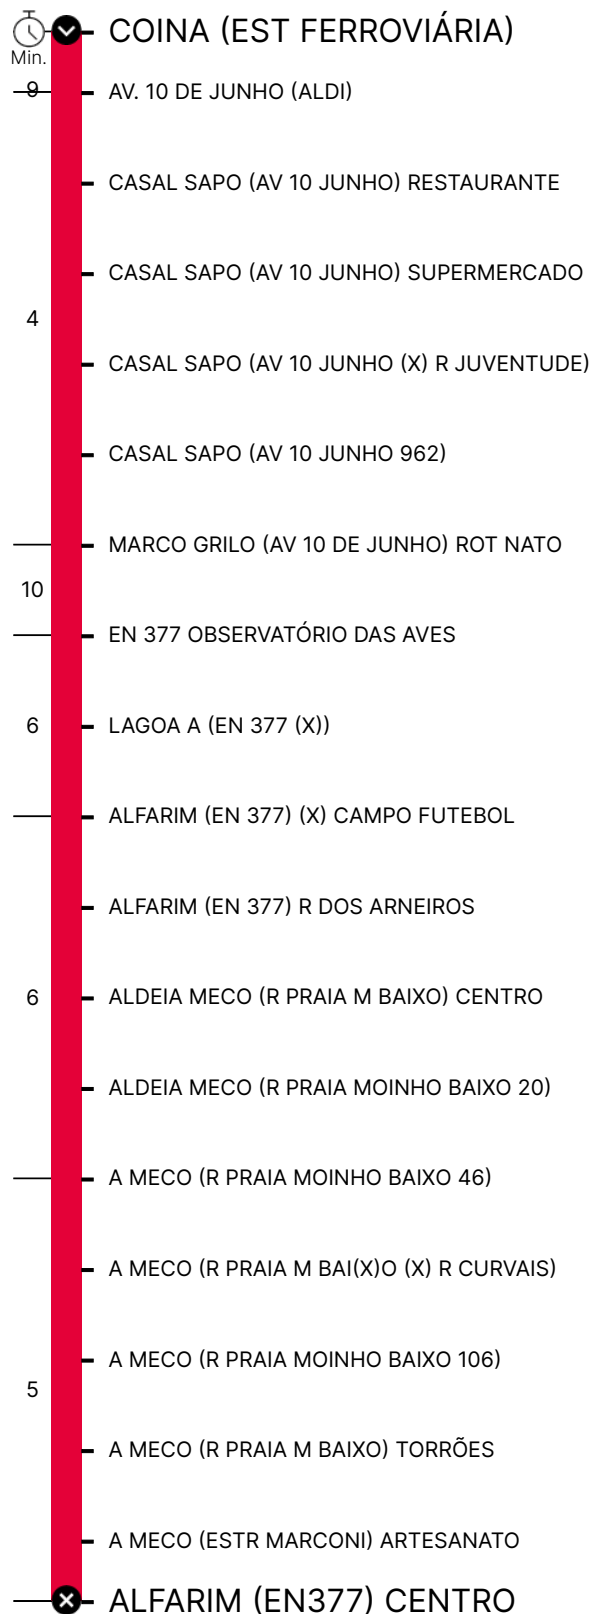 COINA (EST FERROVIÁRIA)
Min.
9
AV. 10 DE JUNHO (ALDI)
CASAL SAPO (AV 10 JUNHO) RESTAURANTE
CASAL SAPO (AV 10 JUNHO) SUPERMERCADO
4
CASAL SAPO (AV 10 JUNHO (X) R JUVENTUDE)
CASAL SAPO (AV 10 JUNHO 962)
MARCO GRILO (AV 10 DE JUNHO) ROT NATO
10
EN 377 OBSERVATÓRIO DAS AVES
6
LAGOA A (EN 377 (X))
ALFARIM (EN 377) (X) CAMPO FUTEBOL
ALFARIM (EN 377) R DOS ARNEIROS
6
ALDEIA MECO (R PRAIA M BAIXO) CENTRO
ALDEIA MECO (R PRAIA MOINHO BAIXO 20)
A MECO (R PRAIA MOINHO BAIXO 46)
A MECO (R PRAIA M BAI(X)O (X) R CURVAIS)
A MECO (R PRAIA MOINHO BAIXO 106)
5
A MECO (R PRAIA M BAIXO) TORRÕES
A MECO (ESTR MARCONI) ARTESANATO
ALFARIM (EN377) CENTRO